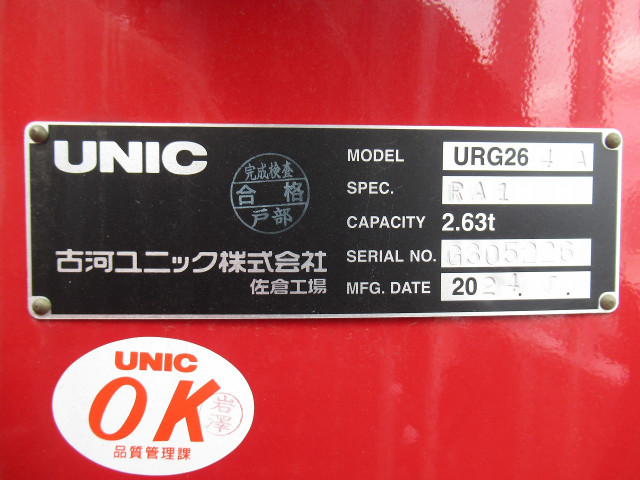 UNIC
完成検査
合格
戸部
古河ユニック株式会社
佐倉工場
MODEL URG264A
SPEC. RA1
CAPACITY 2.63t
SERIAL NO. G305226
MFG. DATE 2024.
UNIC
OK
岩澤
品質管理課